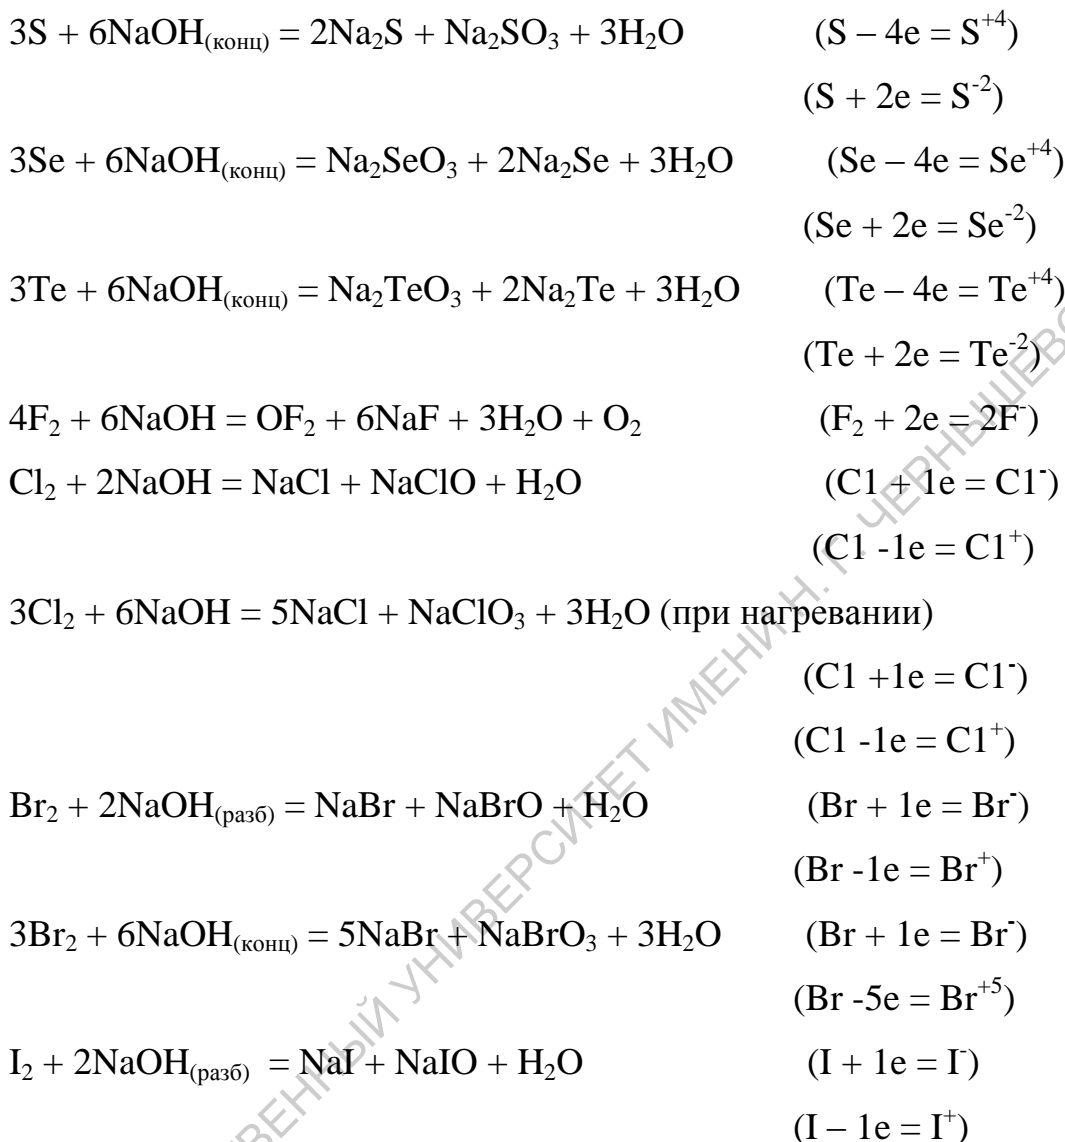 3S + 6NaOH(конц) = 2Na₂S + Na₂SO₃ + 3H₂O (S – 4e = S⁺⁴)
(S + 2e = S⁻²)
3Se + 6NaOH(конц) = Na₂SeO₃ + 2Na₂Se + 3H₂O (Se – 4e = Se⁺⁴)
(Se + 2e = Se⁻²)
3Te + 6NaOH(конц) = Na₂TeO₃ + 2Na₂Te + 3H₂O (Te – 4e = Te⁺⁴)
(Te + 2e = Te⁻²)
4F₂ + 6NaOH = OF₂ + 6NaF + 3H₂O + O₂ (F₂ + 2e = 2F⁻)
Cl₂ + 2NaOH = NaCl + NaClO + H₂O (C1 + 1e = C1⁻)
(C1 -1e = C1⁺)
3Cl₂ + 6NaOH = 5NaCl + NaClO₃ + 3H₂O (при нагревании)
(C1 +1e = C1⁻)
(C1 -1e = C1⁺)
Br₂ + 2NaOH(разб) = NaBr + NaBrO + H₂O (Br + 1e = Br⁻)
(Br -1e = Br⁺)
3Br₂ + 6NaOH(конц) = 5NaBr + NaBrO₃ + 3H₂O (Br + 1e = Br⁻)
(Br -5e = Br⁺⁵)
I₂ + 2NaOH(разб) = NaI + NaIO + H₂O (I + 1e = I⁻)
(I – 1e = I⁺)
УНИВЕРСИТЕТ ИМЕНИ Н. Г.